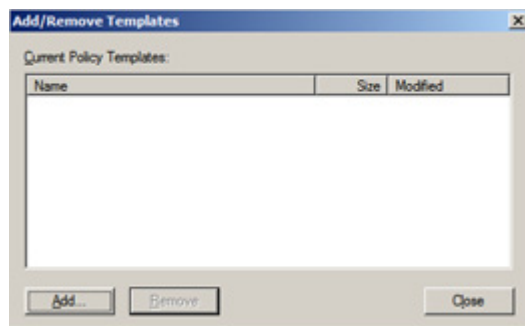 Add/Remove Templates
Current Policy Templates:
Name Size Modified
Add... Remove Close